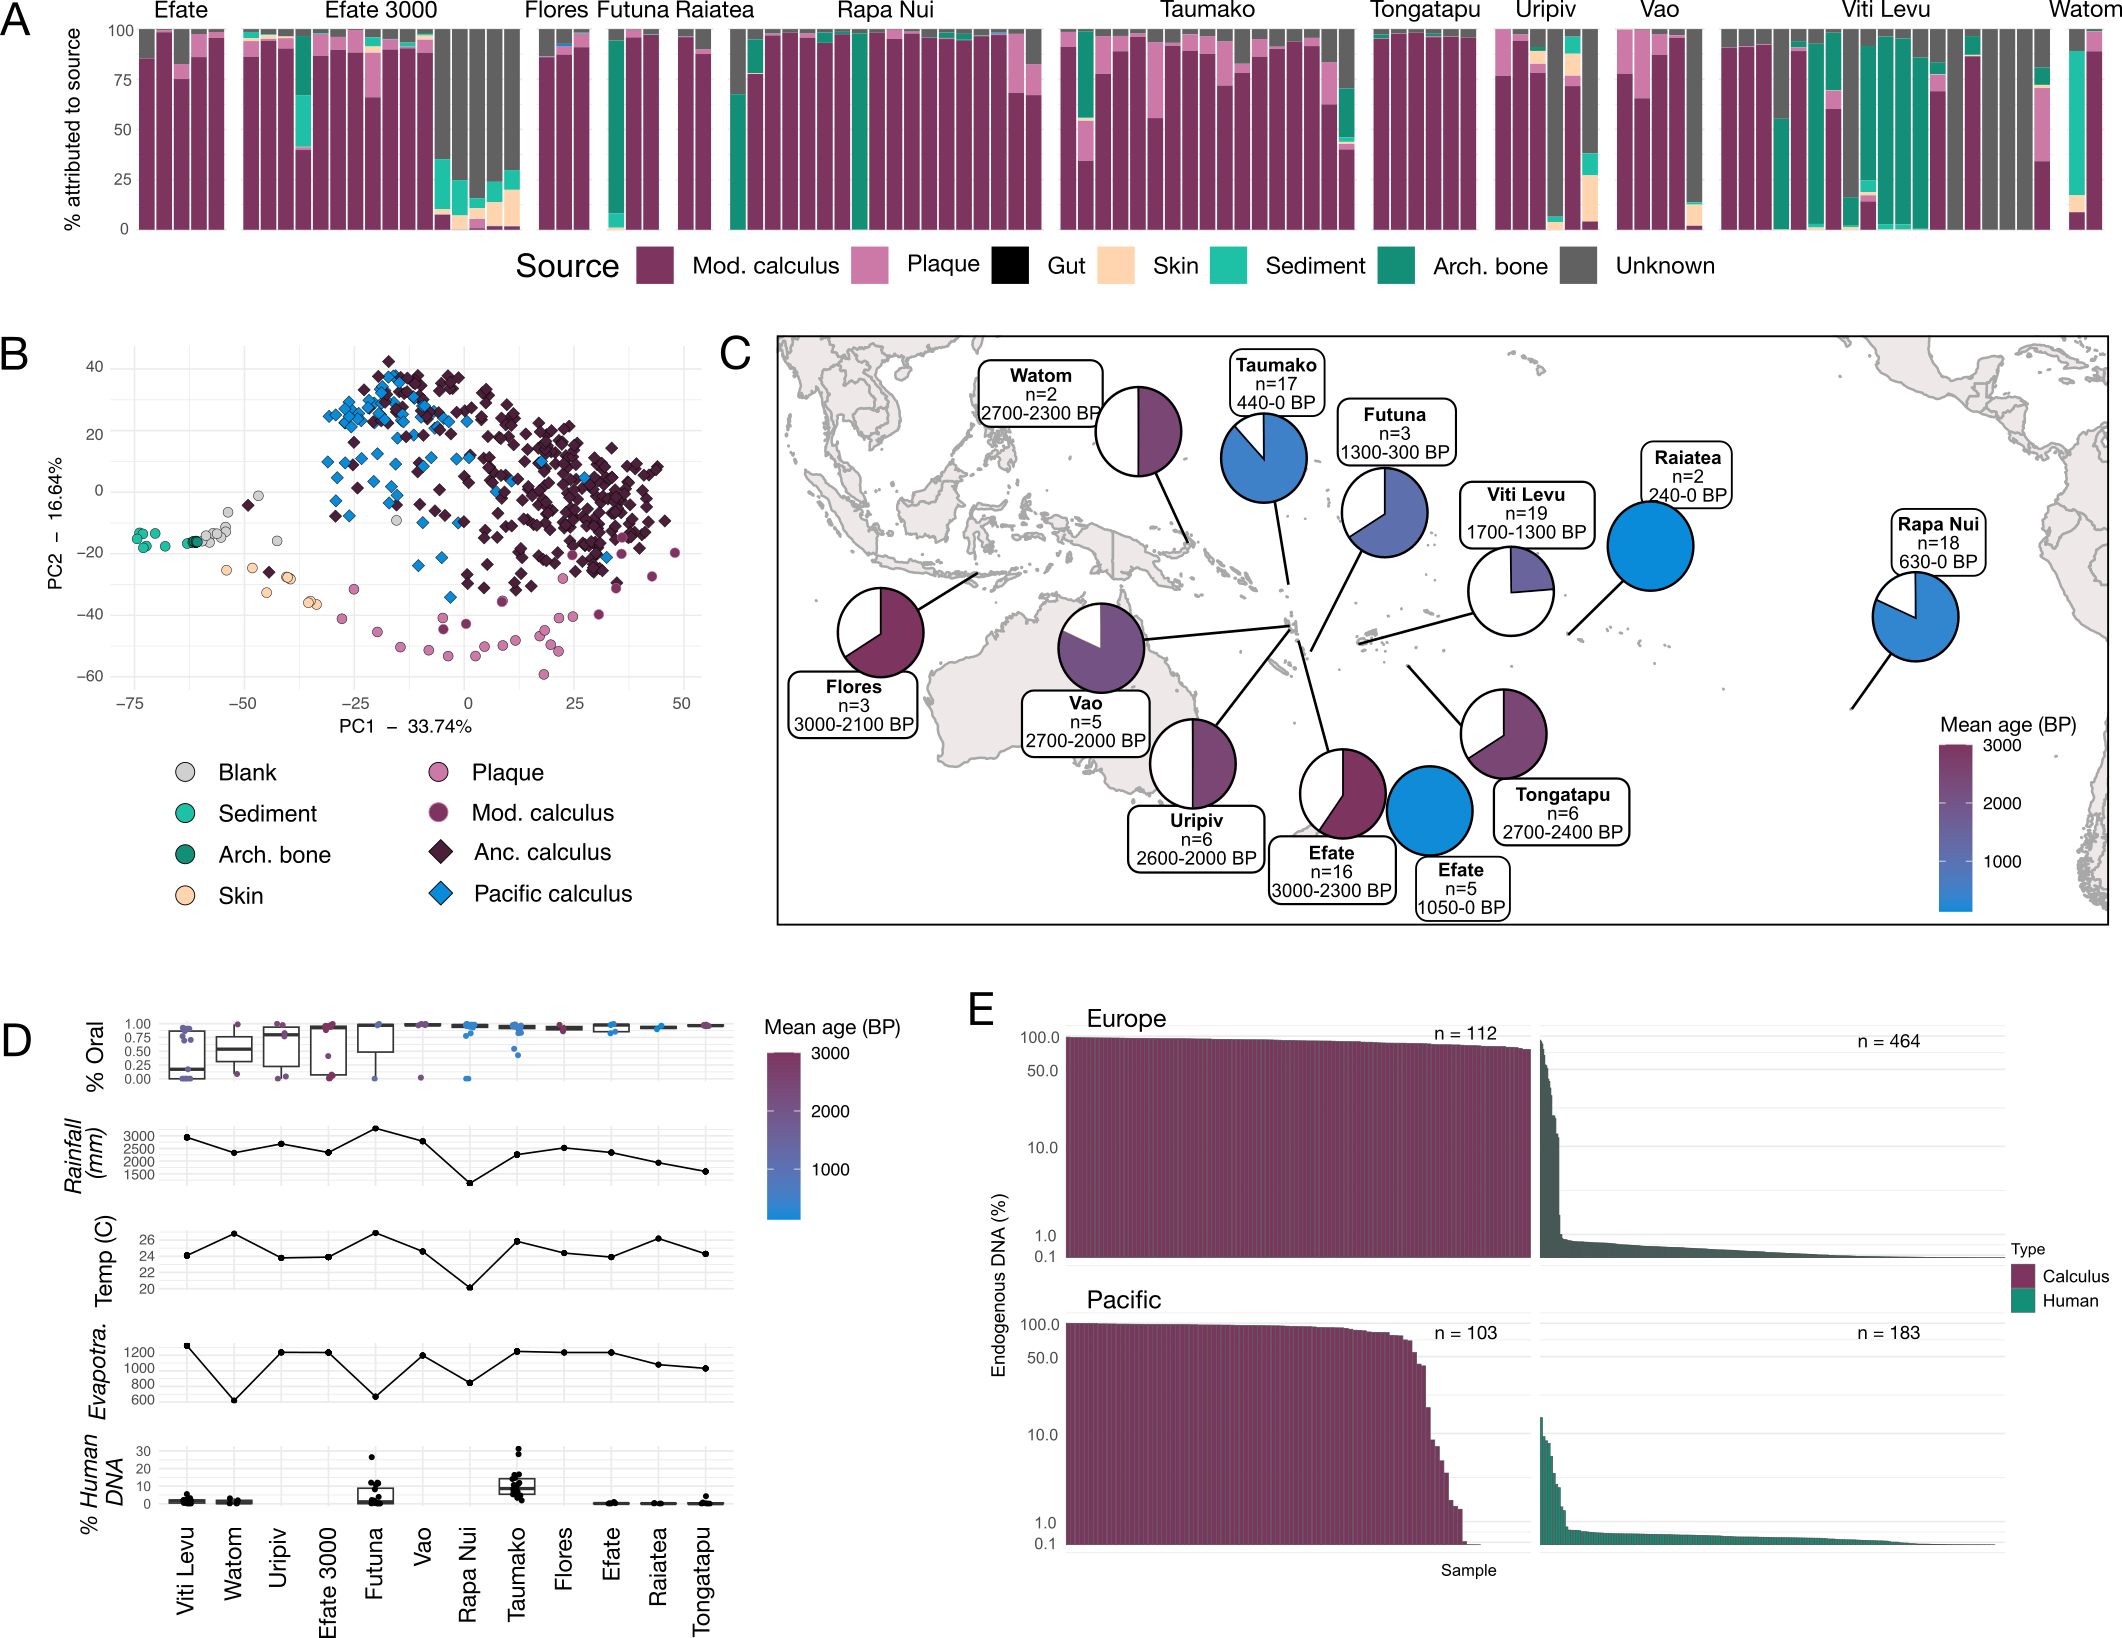 A
Efate
Efate 3000
Flores
Futuna
Raiatea
Rapa Nui
Taumako
Tongatapu
Uripiv
Vao
Viti Levu
Watom
% attributed to source
100
75
50
25
0
Source
Mod. calculus
Plaque
Gut
Skin
Sediment
Arch. bone
Unknown
B
PC2 – 16.64%
40
20
0
−20
−40
−60
−75
−50
−25
0
25
50
PC1 – 33.74%
Blank
Sediment
Arch. bone
Skin
Plaque
Mod. calculus
Anc. calculus
Pacific calculus
C
Watom
n=2
2700-2300 BP
Taumako
n=17
440-0 BP
Futuna
n=3
1300-300 BP
Viti Levu
n=19
1700-1300 BP
Raiatea
n=2
240-0 BP
Rapa Nui
n=18
630-0 BP
Flores
n=3
3000-2100 BP
Vao
n=5
2700-2000 BP
Uripiv
n=6
2600-2000 BP
Efate
n=16
3000-2300 BP
Efate
n=5
1050-0 BP
Tongatapu
n=6
2700-2400 BP
Mean age (BP)
3000
2000
1000
D
% Oral
1.00
0.75
0.50
0.25
0.00
Rainfall
(mm)
3000
2500
2000
1500
Temp (C)
26
24
22
20
Evapotra.
1200
1000
800
600
% Human
DNA
30
20
10
0
Viti Levu
Watom
Uripiv
Efate 3000
Futuna
Vao
Rapa Nui
Taumako
Flores
Efate
Raiatea
Tongatapu
Mean age (BP)
3000
2000
1000
E
Endogenous DNA (%)
Europe
n = 112
n = 464
100.0
50.0
10.0
1.0
0.1
Pacific
n = 103
n = 183
100.0
50.0
10.0
1.0
0.1
Sample
Type
Calculus
Human